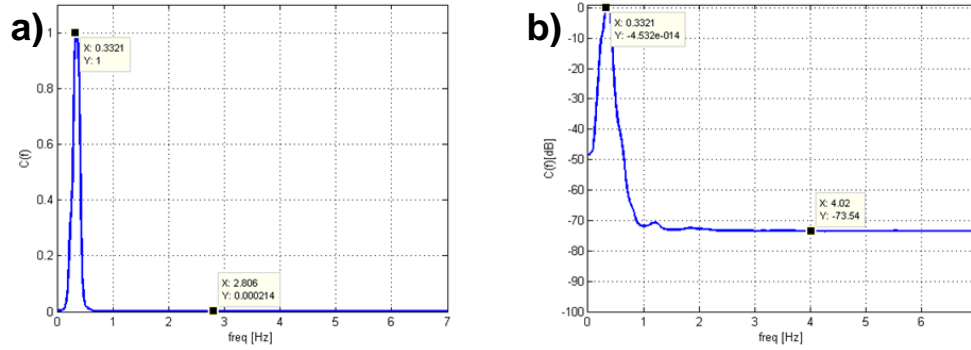 a)
1
0.8
0.6
0.4
0.2
0
C(f)
X: 0.3321
Y: 1
X: 2.806
Y: 0.000214
0 1 2 3 4 5 6 7
freq [Hz]
b)
0
-10
-20
-30
-40
-50
-60
-70
-80
-90
-100
C(f)[dB]
X: 0.3321
Y: -4.532e-014
X: 4.02
Y: -73.54
0 1 2 3 4 5 6
freq [Hz]